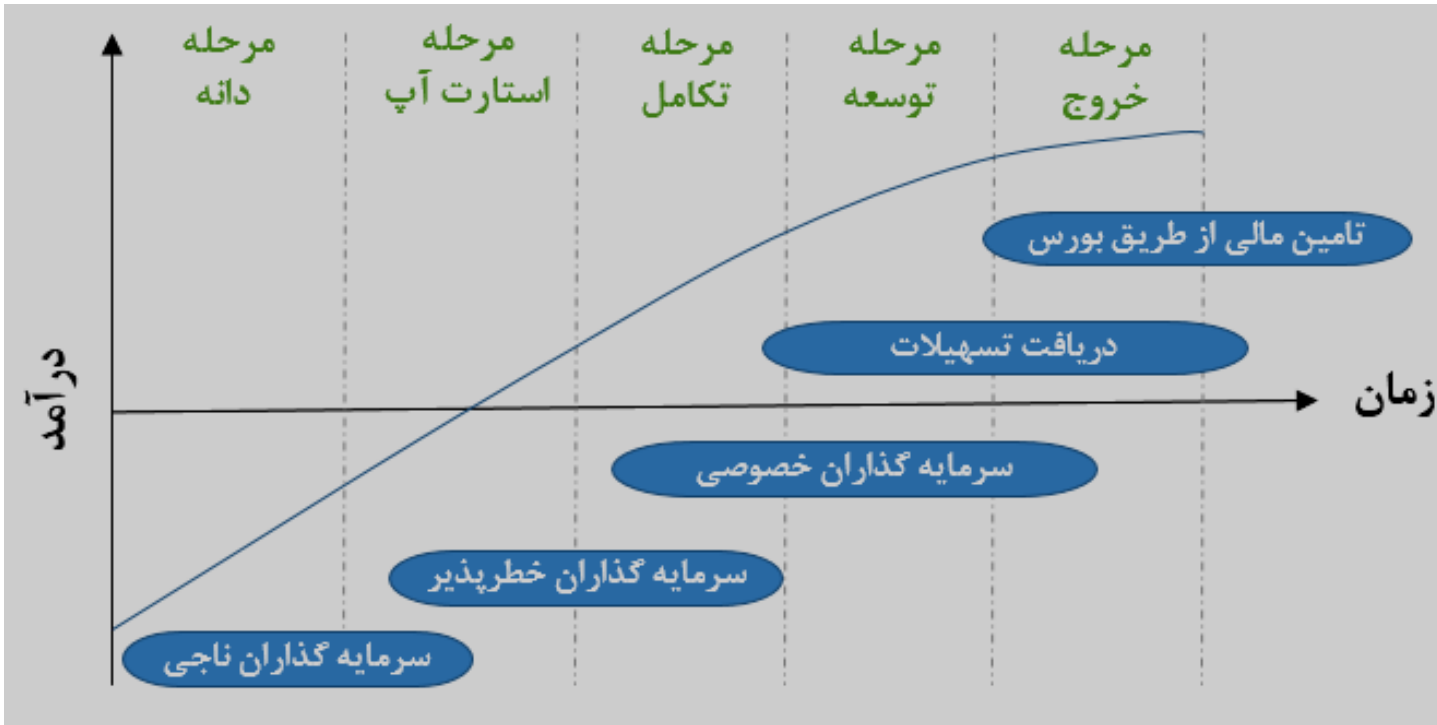 مرحله
دانه
مرحله
استارت آپ
مرحله
تکامل
مرحله
توسعه
مرحله
خروج
تامین مالی از طریق بورس
دریافت تسهیلات
زمان
درآمد
سرمایه گذاران خصوصی
سرمایه گذاران خطرپذیر
سرمایه گذاران ناجی